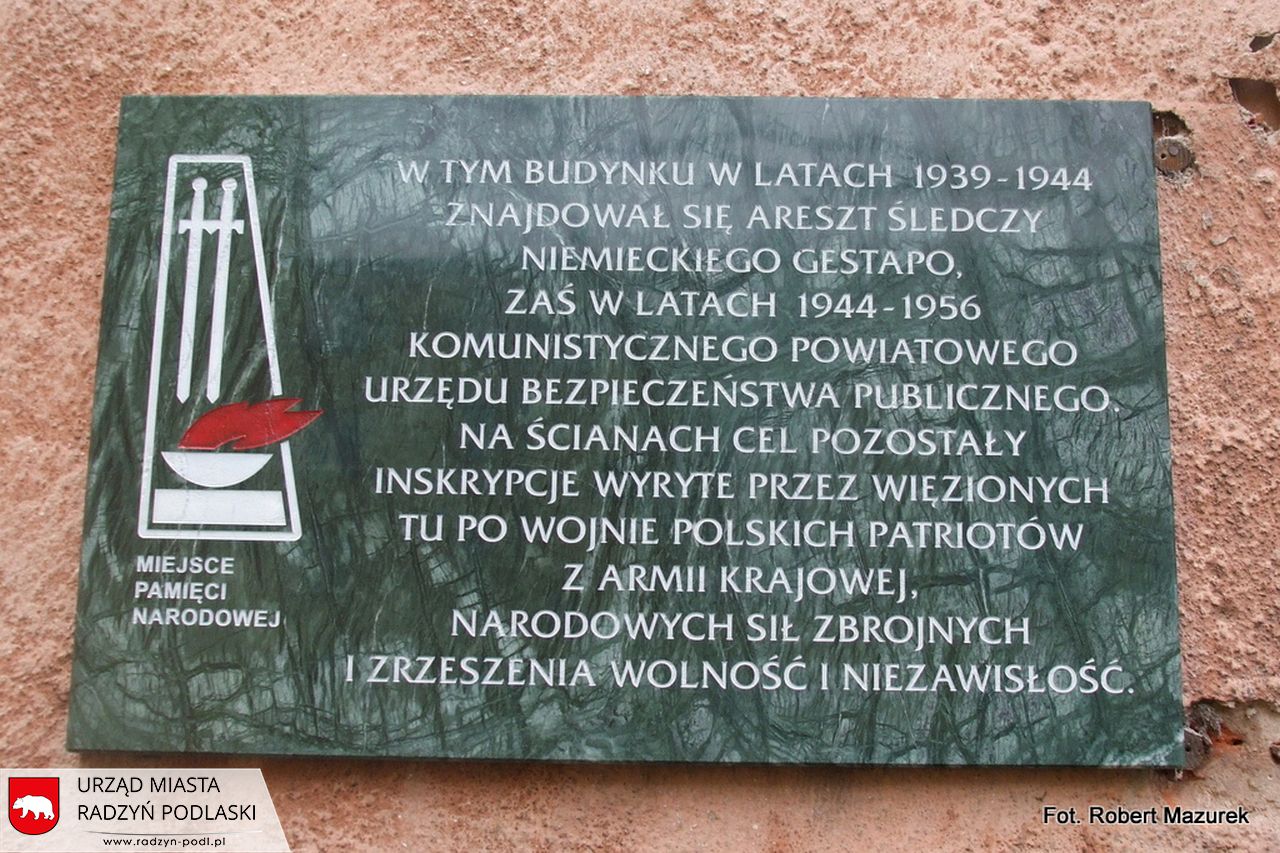 W TYM BUDYNKU W LATACH 1939-1944
ZNAJDOWAŁ SIĘ ARESZT ŚLEDCZY
NIEMIECKIEGO GESTAPO,
ZAŚ W LATACH 1944-1956
KOMUNISTYCZNEGO POWIATOWEGO
URZĘDU BEZPIECZEŃSTWA PUBLICZNEGO.
NA ŚCIANACH CEL POZOSTAŁY
INSKRYPCJE WYRYTE PRZEZ WIĘZIONYCH
TU PO WOJNIE POLSKICH PATRIOTÓW
Z ARMII KRAJOWEJ,
NARODOWYCH SIŁ ZBROJNYCH
I ZRZESZENIA WOLNOŚĆ I NIEZAWISŁOŚĆ.
MIEJSCE
PAMIĘCI
NARODOWEJ
URZĄD MIASTA
RADZYŃ PODLASKI
www.radzyn-podl.pl
Fot. Robert Mazurek